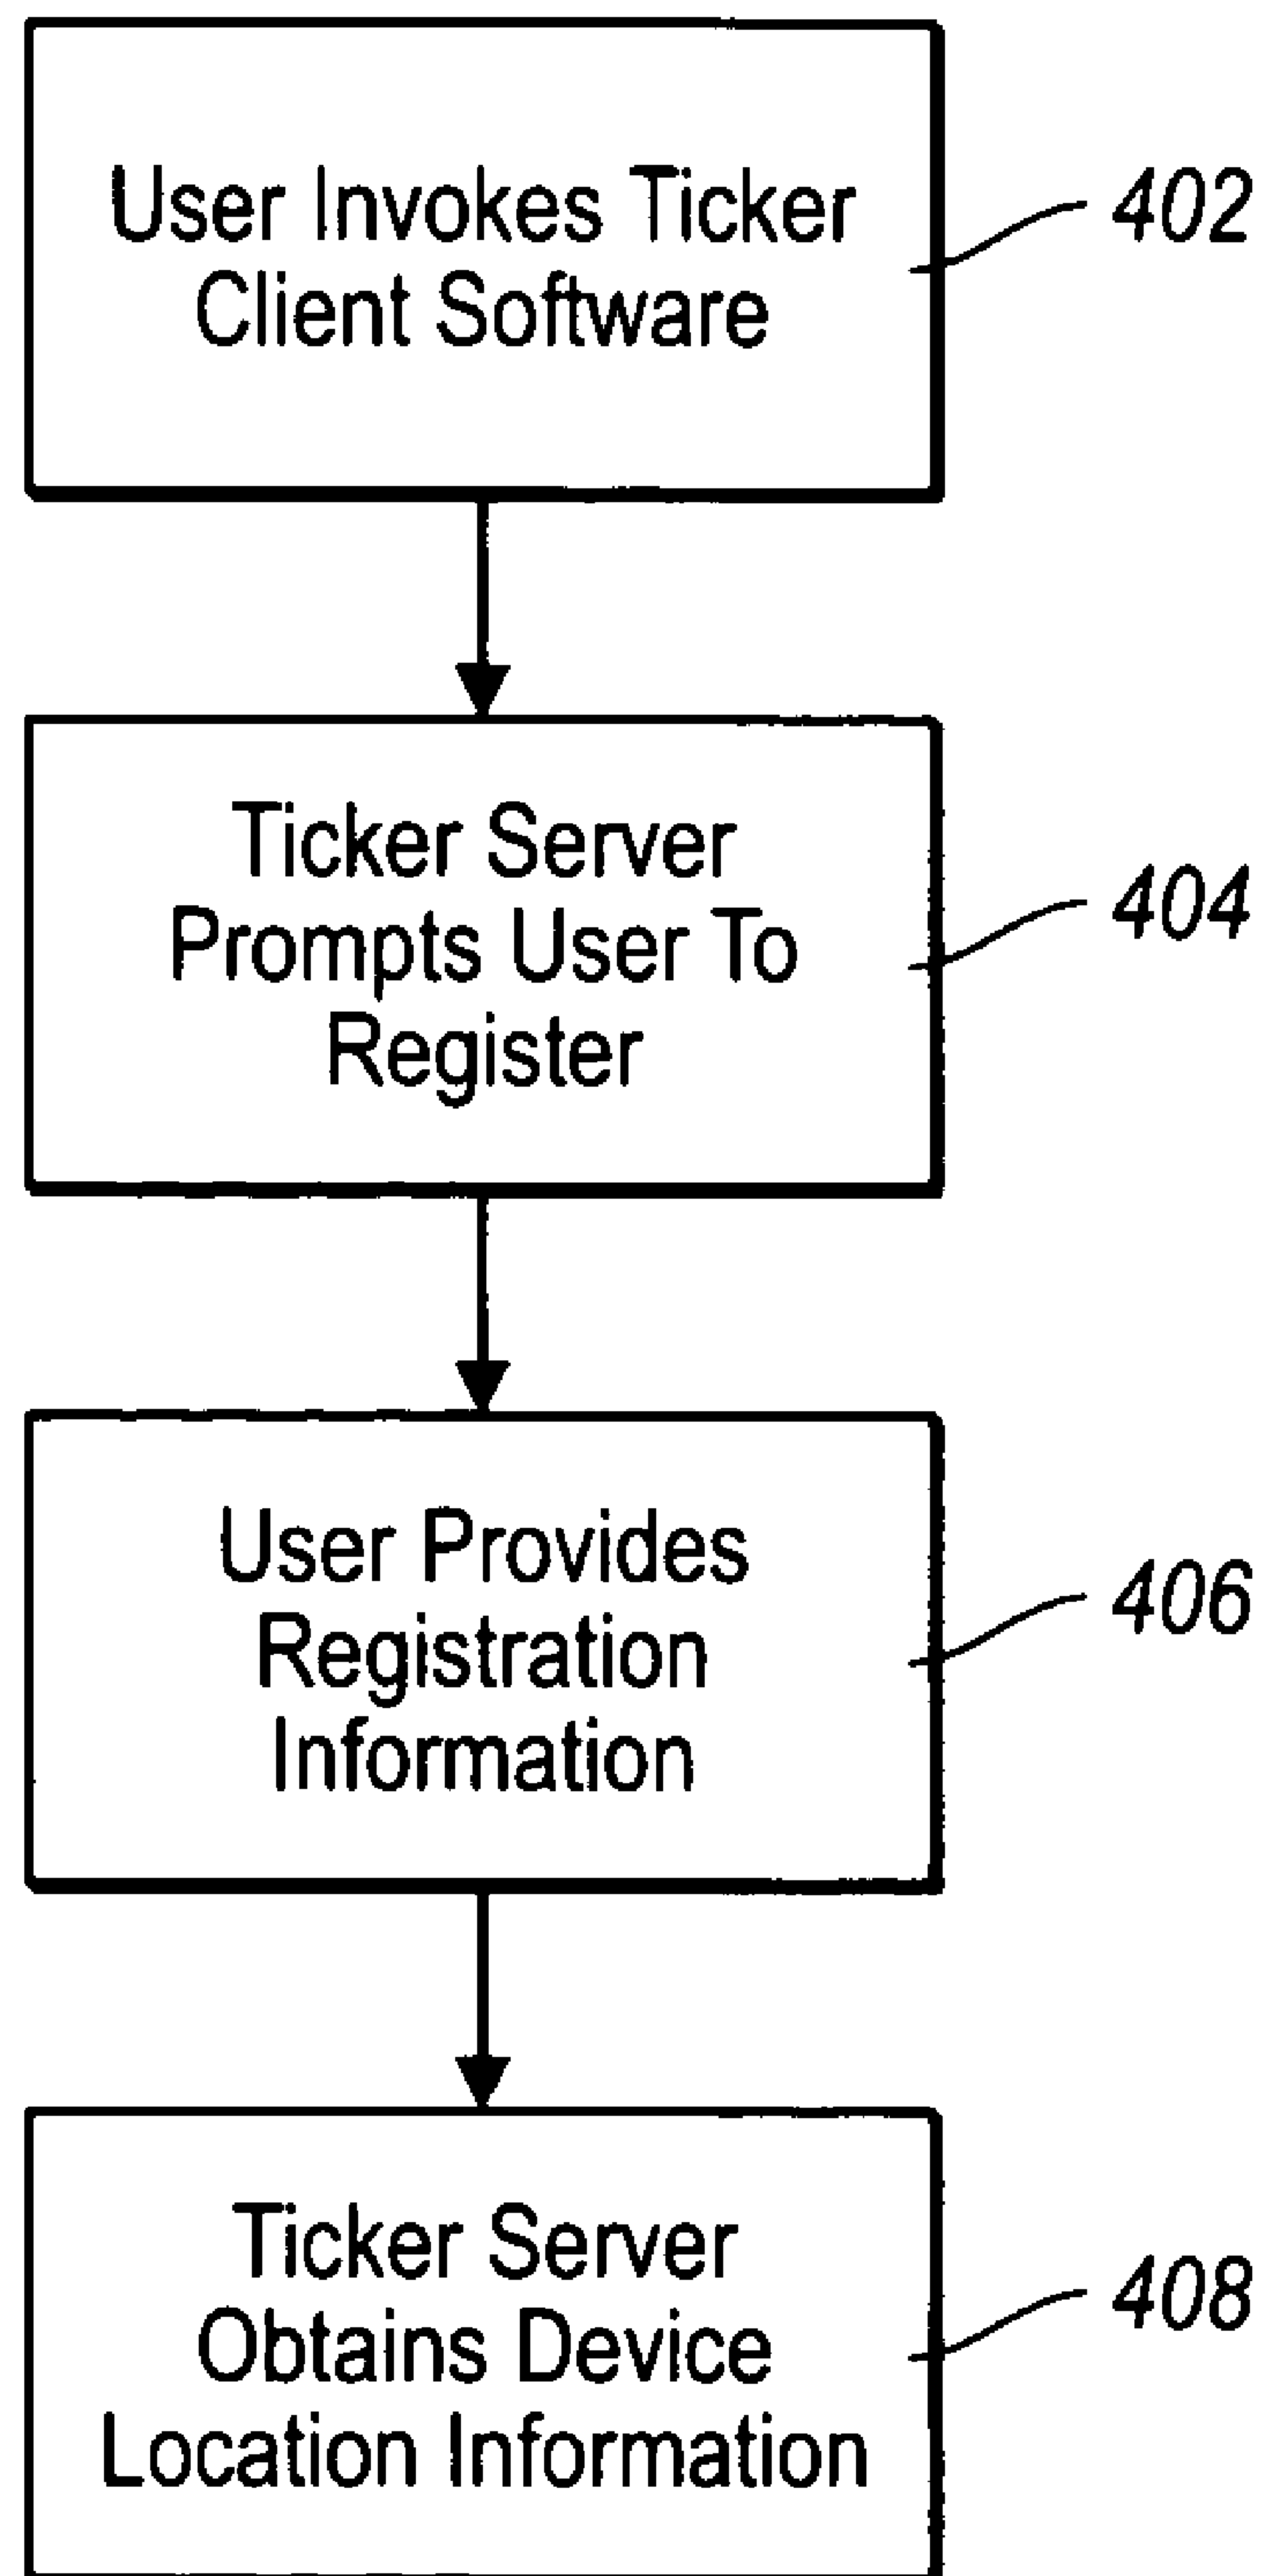 User Invokes Ticker
Client Software
402
Ticker Server
Prompts User To
Register
404
User Provides
Registration
Information
406
Ticker Server
Obtains Device
Location Information
408